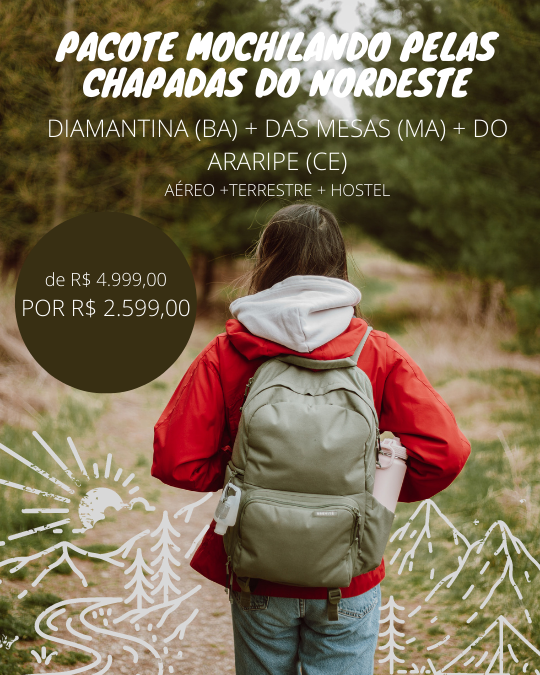 PACOTE MOCHILANDO PELAS
CHAPADAS DO NORDESTE
DIAMANTINA (BA) + DAS MESAS (MA) + DO
ARARIPE (CE)
AÉREO +TERRESTRE + HOSTEL
de R$ 4.999,00
POR R$ 2.599,00